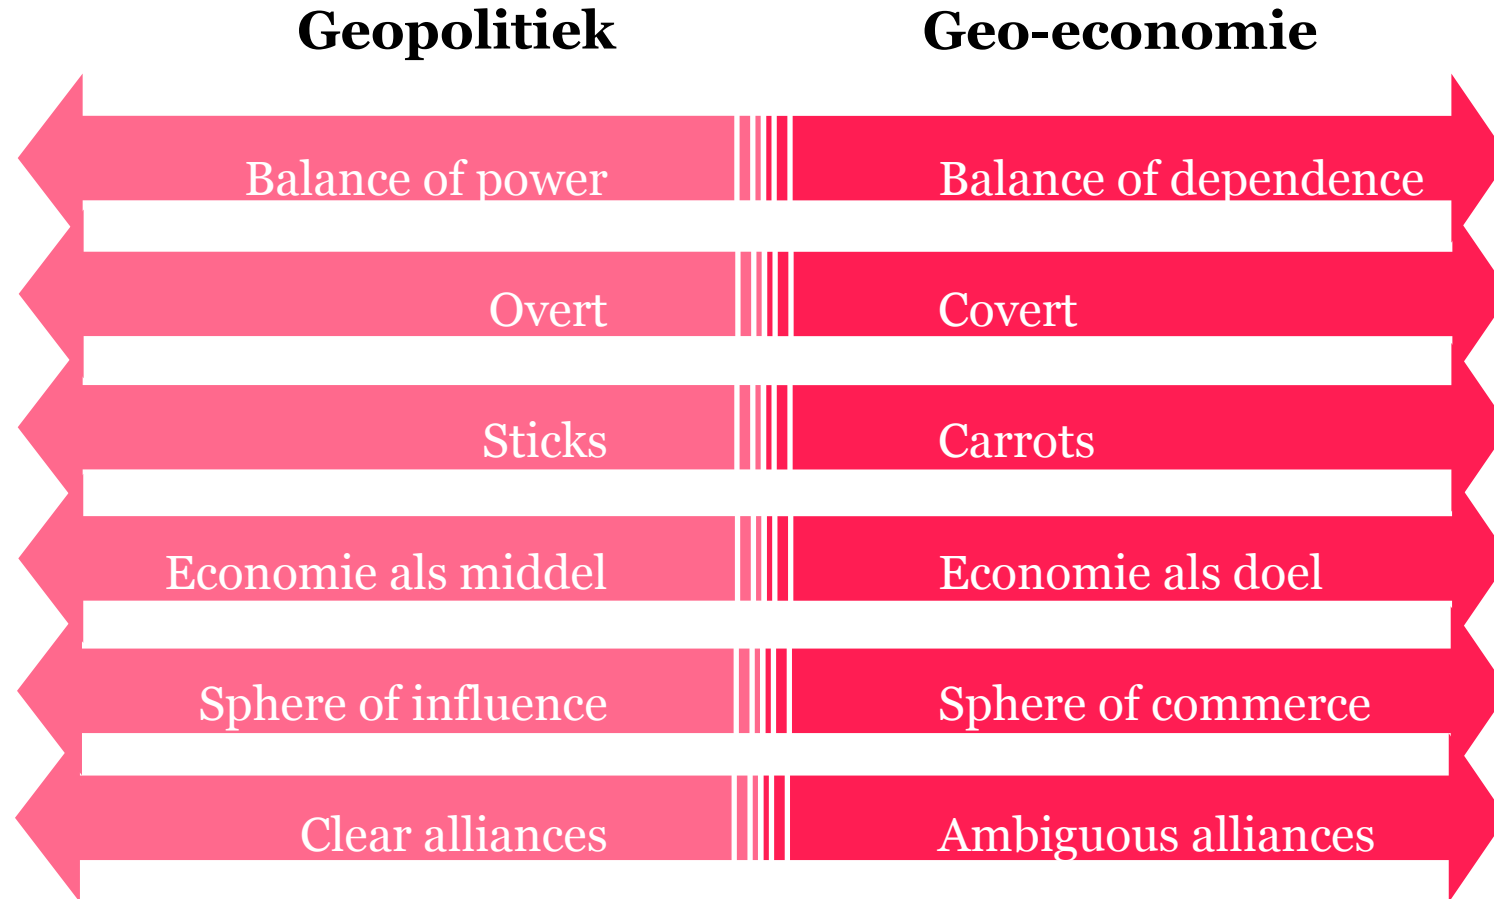 Geopolitiek Geo-economie
Balance of power Balance of dependence
Overt Covert
Sticks Carrots
Economie als middel Economie als doel
Sphere of influence Sphere of commerce
Clear alliances Ambiguous alliances